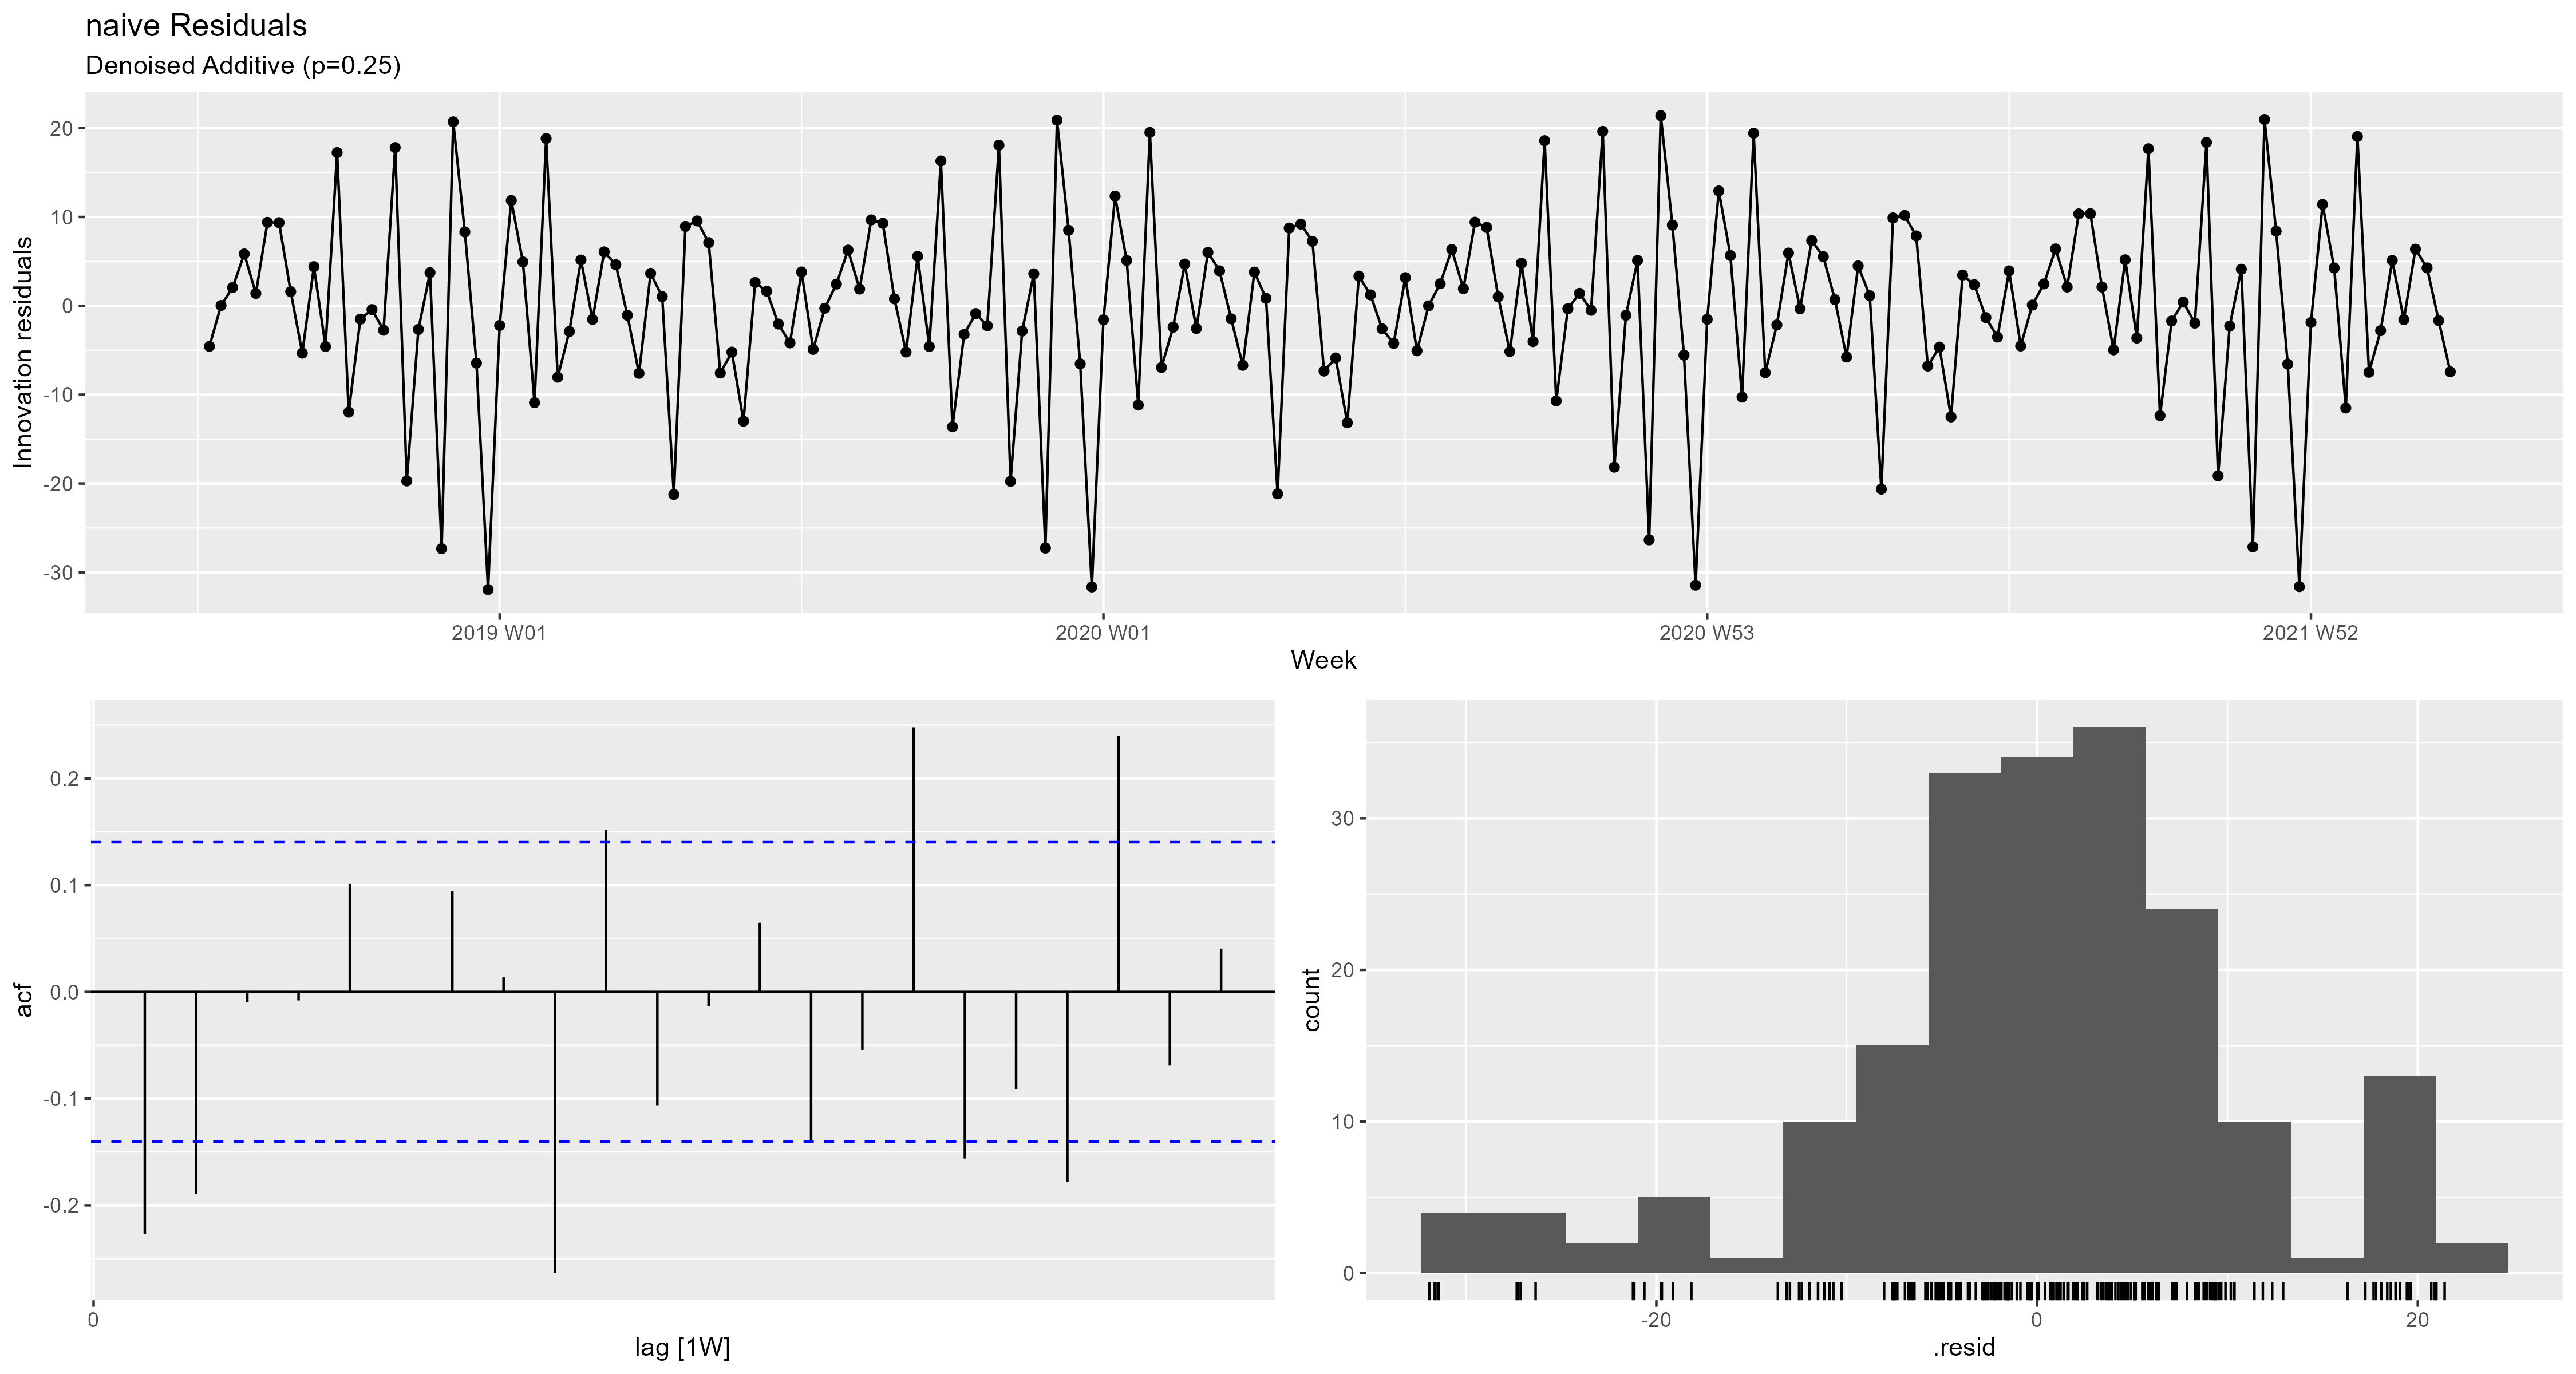 naive Residuals
Denoised Additive (p=0.25)
Innovation residuals
20
10
0
-10
-20
-30
2019 W01
2020 W01
2020 W53
2021 W52
Week
acf
0.2
0.1
0.0
-0.1
-0.2
0
lag [1W]
count
30
20
10
0
-20
0
20
.resid